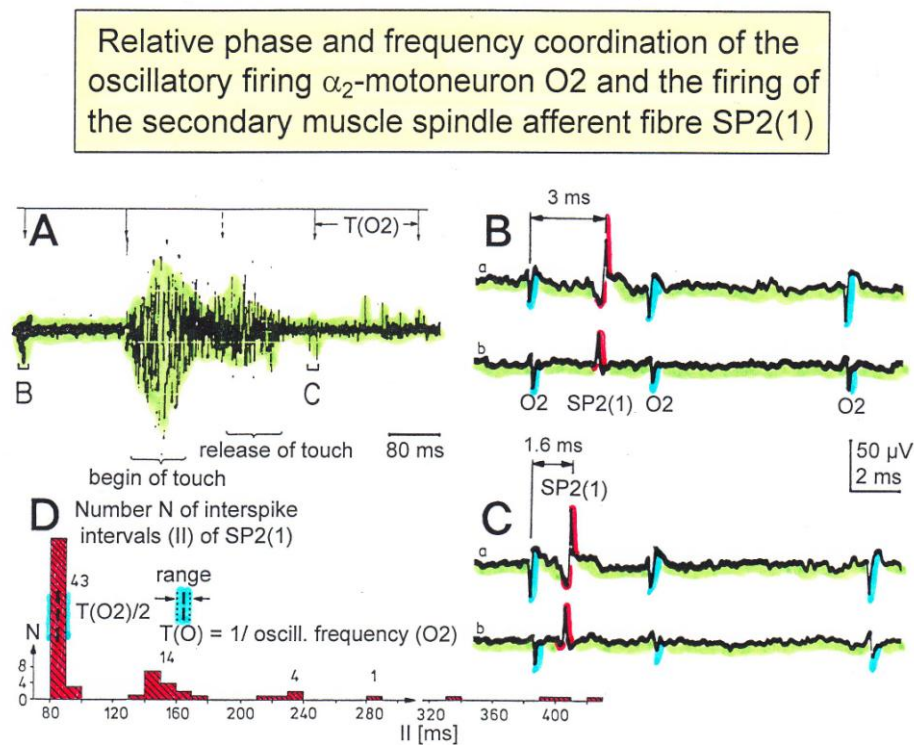 Relative phase and frequency coordination of the
oscillatory firing α₂-motoneuron O2 and the firing of
the secondary muscle spindle afferent fibre SP2(1)
A
T(O2)
B
C
80 ms
begin of touch
release of touch
B
3 ms
a
b
O2
SP2(1)
O2
O2
50 µV
2 ms
C
1.6 ms
SP2(1)
a
b
D
Number N of interspike
intervals (II) of SP2(1)
43
range
T(O2)/2
T(O) = 1/ oscill. frequency (O2)
N
8
4
0
14
4
1
80
120
160
200
240
280
320
360
400
II [ms]